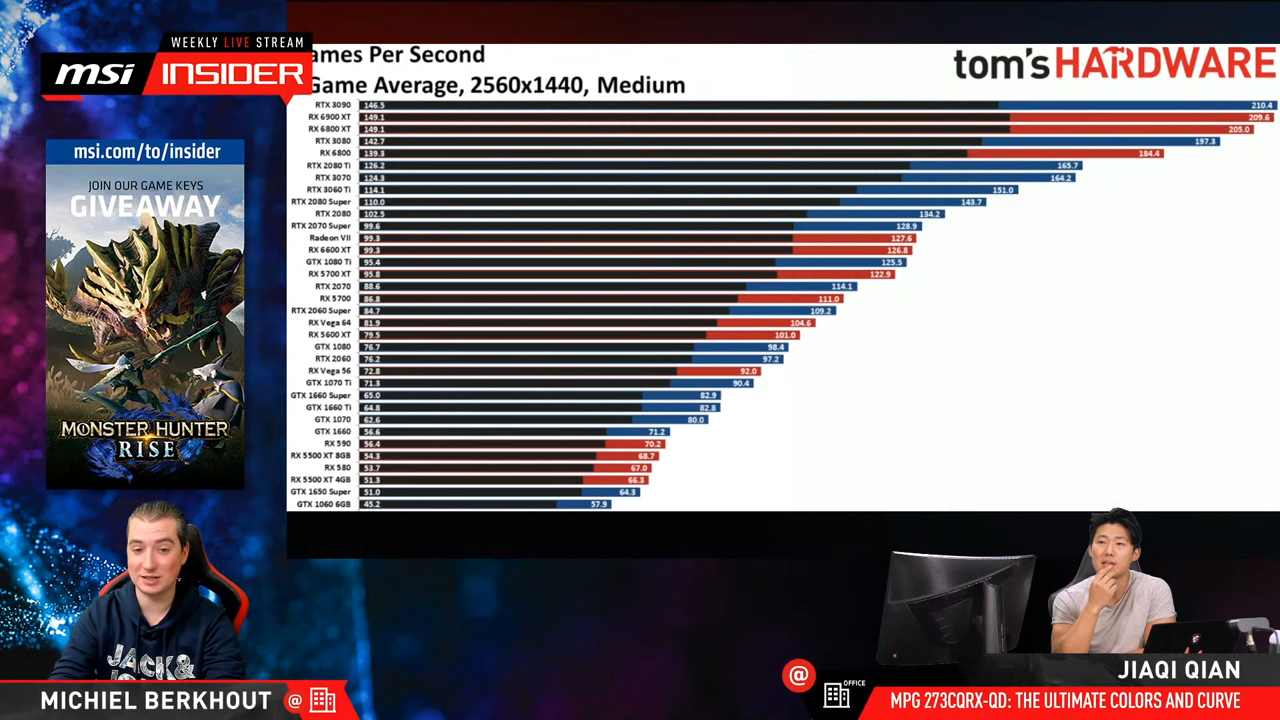 WEEKLY LIVE STREAM
msi INSIDER
ames Per Second
Game Average, 2560x1440, Medium
tom's HARDWARE
RTX 3090 146.5 210.4
RX 6900 XT 149.1 209.6
RX 6800 XT 149.1 205.0
RTX 3080 142.7 197.3
RX 6800 139.3 184.4
RTX 2080 Ti 126.2 165.7
RTX 3070 124.3 164.2
RTX 3060 Ti 114.1 151.0
RTX 2080 Super 110.0 143.7
RTX 2080 102.5 134.2
RTX 2070 Super 99.6 128.9
Radeon VII 99.3 127.6
RX 6600 XT 99.3 126.8
GTX 1080 Ti 95.4 125.5
RX 5700 XT 95.8 122.9
RTX 2070 88.6 114.1
RX 5700 86.8 111.0
RTX 2060 Super 84.7 109.2
RX Vega 64 81.9 104.6
RX 5600 XT 79.5 101.0
GTX 1080 76.7 98.4
RTX 2060 76.2 97.2
RX Vega 56 72.8 92.0
GTX 1070 Ti 71.3 90.4
GTX 1660 Super 65.0 82.9
GTX 1660 Ti 64.8 82.8
GTX 1070 62.6 80.0
GTX 1660 56.6 71.2
RX 590 56.4 70.2
RX 5500 XT 8GB 54.3 68.7
RX 580 53.7 67.0
RX 5500 XT 4GB 51.3 66.3
GTX 1650 Super 51.0 64.3
GTX 1060 6GB 45.2 57.9
msi.com/to/insider
JOIN OUR GAME KEYS
GIVEAWAY
MONSTER HUNTER
RISE
JACK&
MICHIEL BERKHOUT @
@ OFFICE
JIAQI QIAN
MPG 273CQRX-QD: THE ULTIMATE COLORS AND CURVE